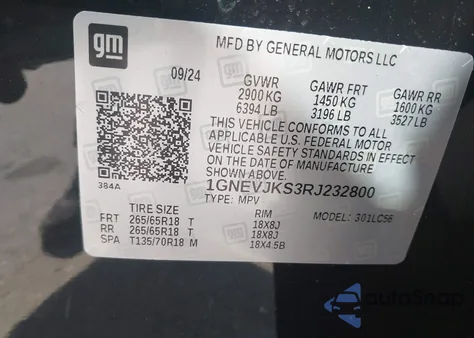 gm
MFD BY GENERAL MOTORS LLC
09/24
GVWR GAWR FRT GAWR RR
2900 KG 1450 KG 1600 KG
6394 LB 3196 LB 3527 LB
THIS VEHICLE CONFORMS TO ALL
APPLICABLE U.S. FEDERAL MOTOR
VEHICLE SAFETY AND THEFT
PREVENTION STANDARDS IN EFFECT
ON THE DATE OF MANUFACTURE
SHOWN ABOVE.
384A
1GNEVJKS3RJ232800
TYPE: MPV MODEL: 301LC56
TIRE SIZE RIM
FRT 265/65R18 T 18X8J
RR 265/65R18 T 18X8J
SPA T135/70R18 M 18X4.5B
autoSnap